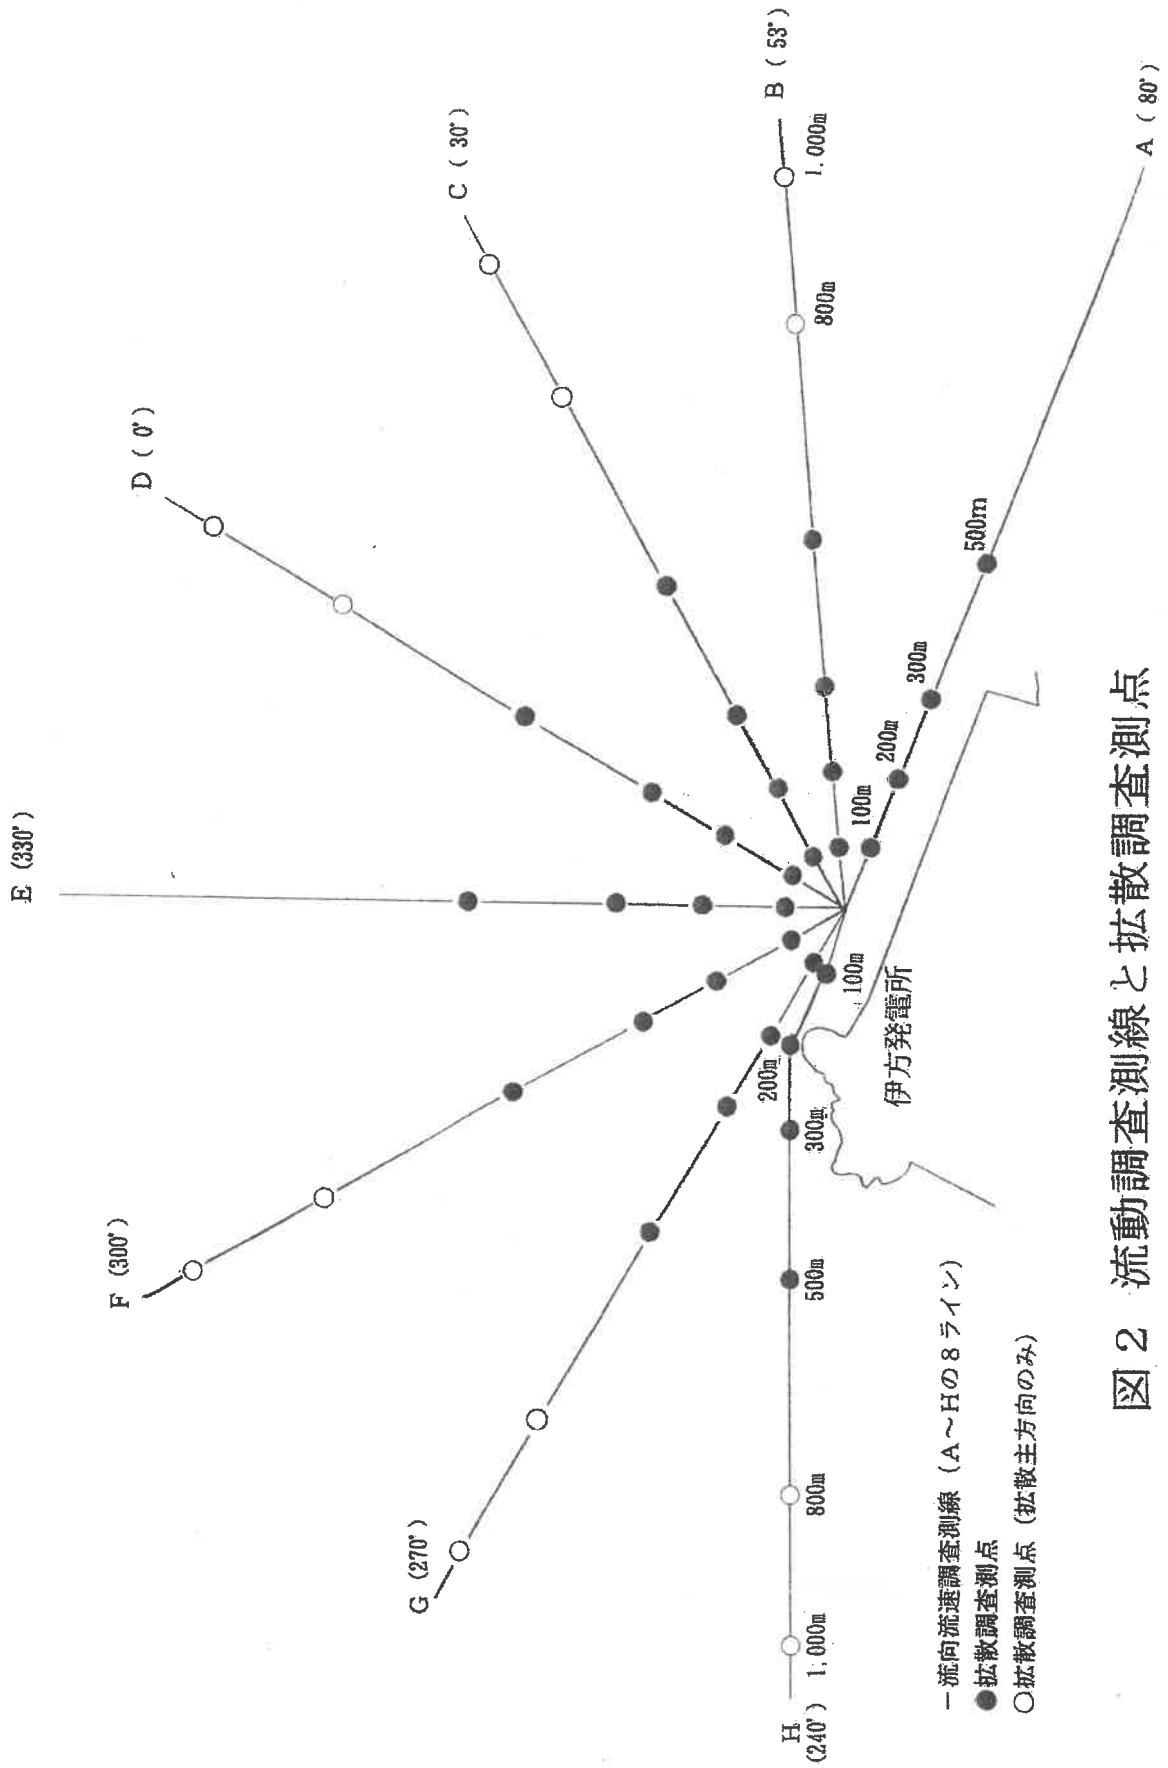 E (330°)
D ( 0°)
F (300°)
C ( 30°)
G (270°)
B ( 53°)
1,000m
800m
H
(240°)
1,000m
800m
500m
300m
200m
100m
100m
200m
300m
500m
A ( 80°)
伊方発電所
ー流向流速調査測線 (A〜Hの8ライン)
●拡散調査測点
○拡散調査測点 (拡散主方向のみ)
図 2 流動調査測線と拡散調査測点